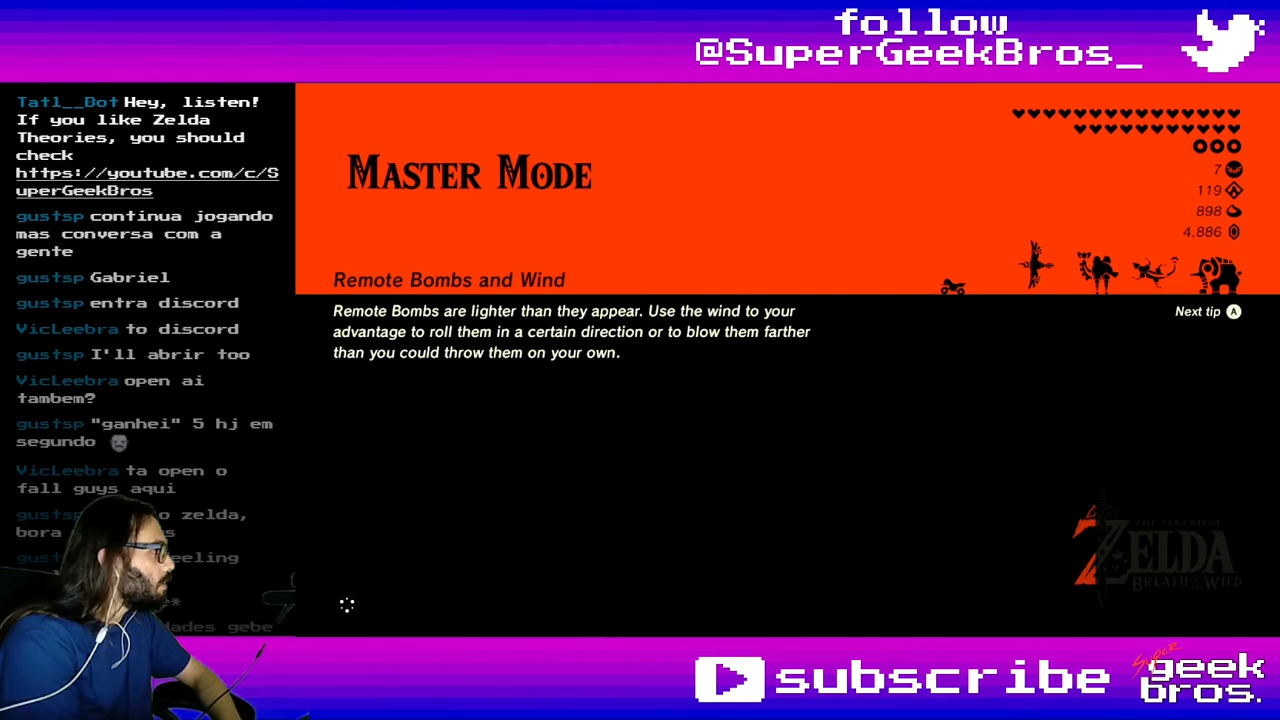 follow
@SuperGeekBros_
Tatl__Bot Hey, listen!
If you like Zelda
Theories, you should
check
https://youtube.com/c/S
uperGeekBros
gustsp continua jogando
mas conversa com a
gente
gustsp Gabriel
gustsp entra discord
VicLeebra to discord
gustsp I'll abrir too
VicLeebra open ai
tambem?
gustsp "ganhei" 5 hj em
segundo
VicLeebra ta open o
fall guys aqui
gustsp o zelda,
bora
MASTER MODE
7
119
898
4,886
Remote Bombs and Wind
Remote Bombs are lighter than they appear. Use the wind to your
advantage to roll them in a certain direction or to blow them farther
than you could throw them on your own.
Next tip A
THE LEGEND OF
ZELDA
BREATH OF THE WILD
subscribe
super
geek
bros.